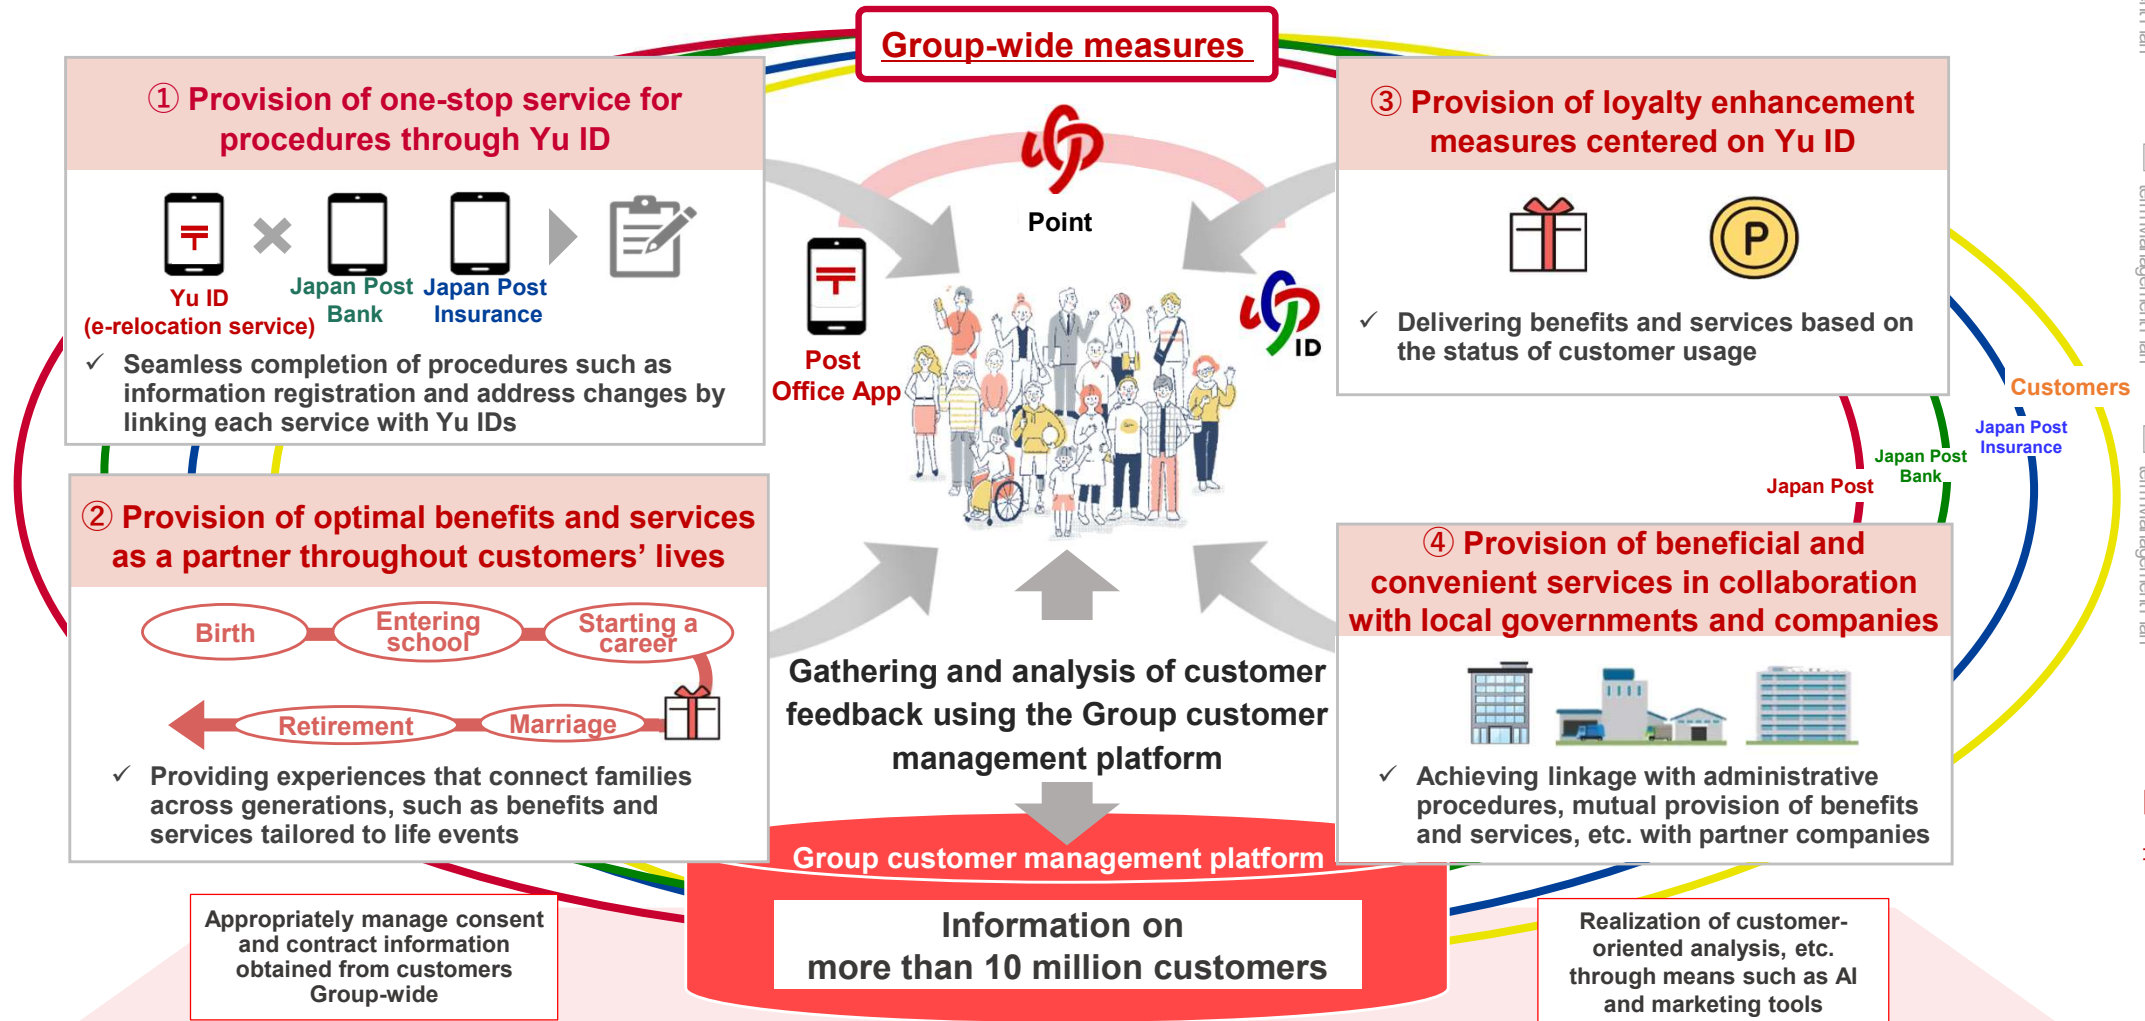 Group-wide measures
① Provision of one-stop service for
procedures through Yu ID
Yu ID
(e-relocation service)
Japan Post
Bank
Japan Post
Insurance
✓ Seamless completion of procedures such as
information registration and address changes by
linking each service with Yu IDs
② Provision of optimal benefits and services
as a partner throughout customers’ lives
Birth
Entering
school
Starting a
career
Retirement
Marriage
✓ Providing experiences that connect families
across generations, such as benefits and
services tailored to life events
Point
Post
Office App
ID
Gathering and analysis of customer
feedback using the Group customer
management platform
③ Provision of loyalty enhancement
measures centered on Yu ID
P
✓ Delivering benefits and services based on
the status of customer usage
Customers
Japan Post
Insurance
Japan Post
Bank
Japan Post
④ Provision of beneficial and
convenient services in collaboration
with local governments and companies
✓ Achieving linkage with administrative
procedures, mutual provision of benefits
and services, etc. with partner companies
Group customer management platform
Information on
more than 10 million customers
Appropriately manage consent
and contract information
obtained from customers
Group-wide
Realization of customer-
oriented analysis, etc.
through means such as AI
and marketing tools